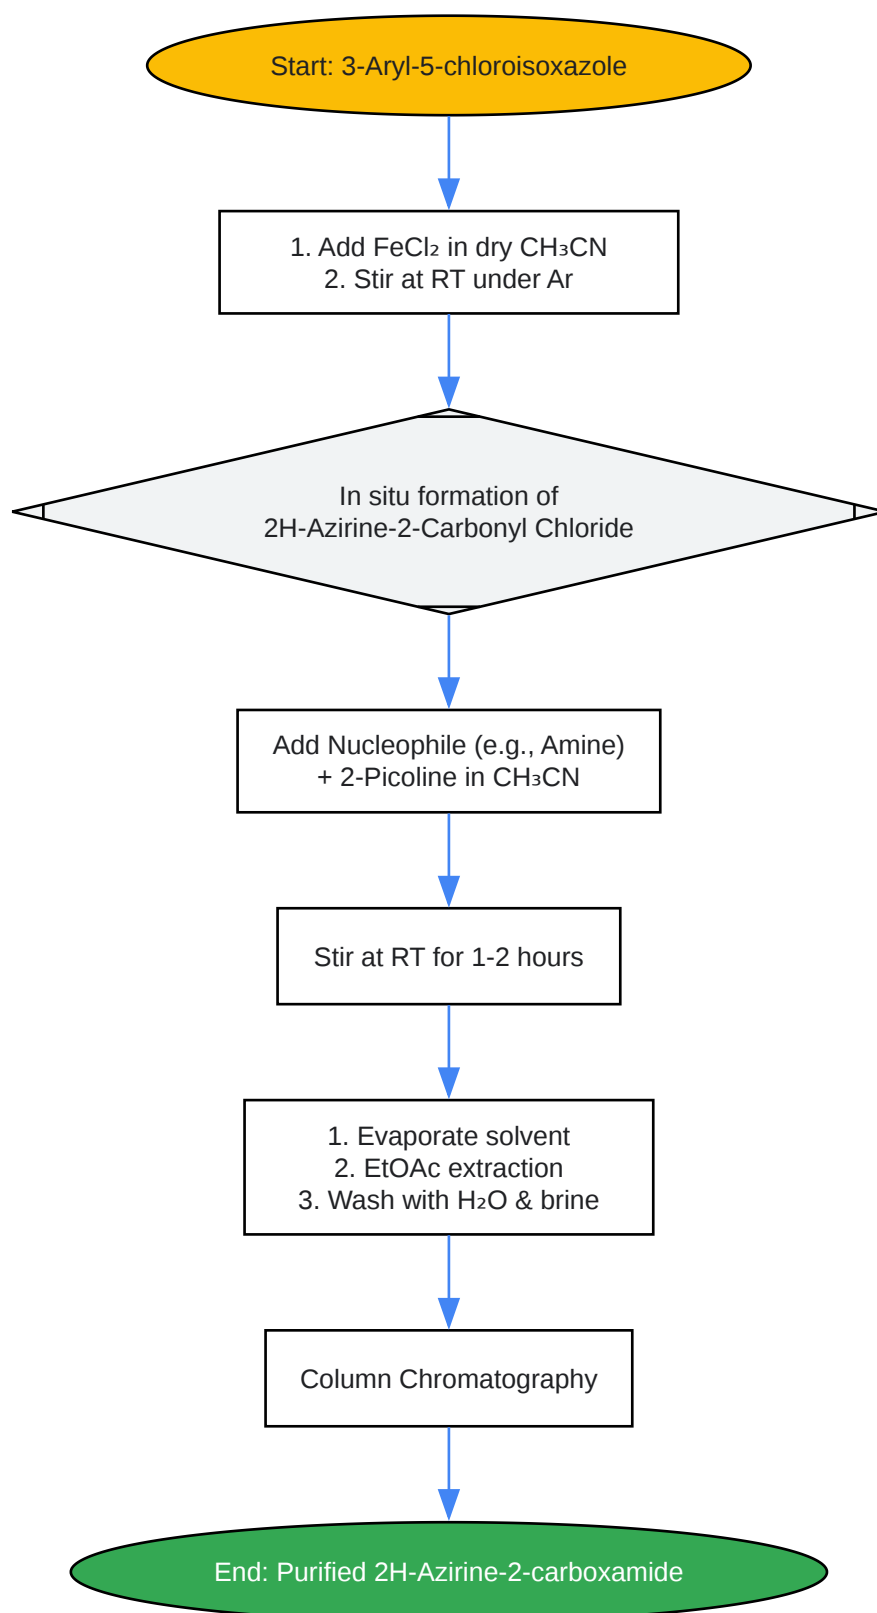 Start: 3-Aryl-5-chloroisoxazole
1. Add FeCl₂ in dry CH₃CN
2. Stir at RT under Ar
In situ formation of
2H-Azirine-2-Carbonyl Chloride
Add Nucleophile (e.g., Amine)
+ 2-Picoline in CH₃CN
Stir at RT for 1-2 hours
1. Evaporate solvent
2. EtOAc extraction
3. Wash with H₂O & brine
Column Chromatography
End: Purified 2H-Azirine-2-carboxamide